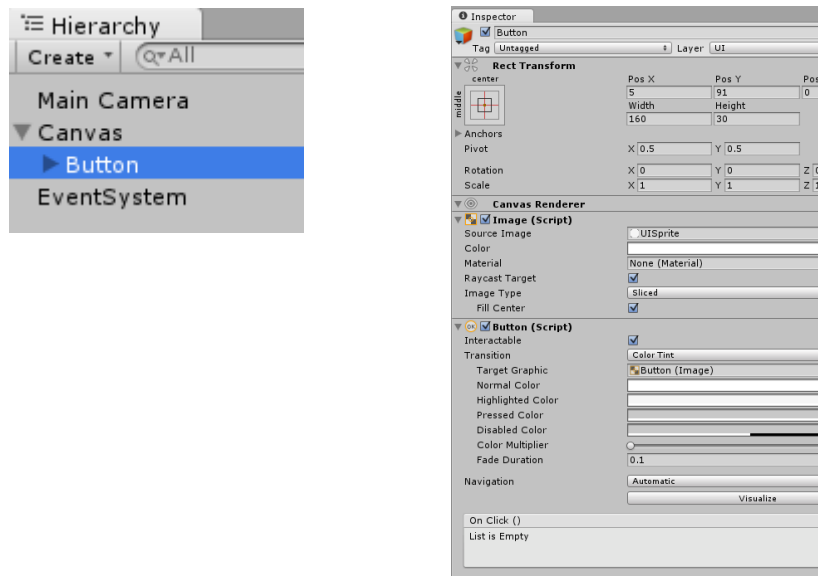 Hierarchy
Create All
Main Camera
Canvas
Button
EventSystem
Inspector
Button
Tag Untagged Layer UI
Rect Transform
center
middle
Pos X Pos Y Pos
5 91 0
Width Height
160 30
Anchors
Pivot X 0.5 Y 0.5
Rotation X 0 Y 0 Z
Scale X 1 Y 1 Z
Canvas Renderer
Image (Script)
Source Image UISprite
Color
Material None (Material)
Raycast Target
Image Type Sliced
Fill Center
OK Button (Script)
Interactable
Transition Color Tint
Target Graphic Button (Image)
Normal Color
Highlighted Color
Pressed Color
Disabled Color
Color Multiplier
Fade Duration 0.1
Navigation Automatic
Visualize
On Click ()
List is Empty